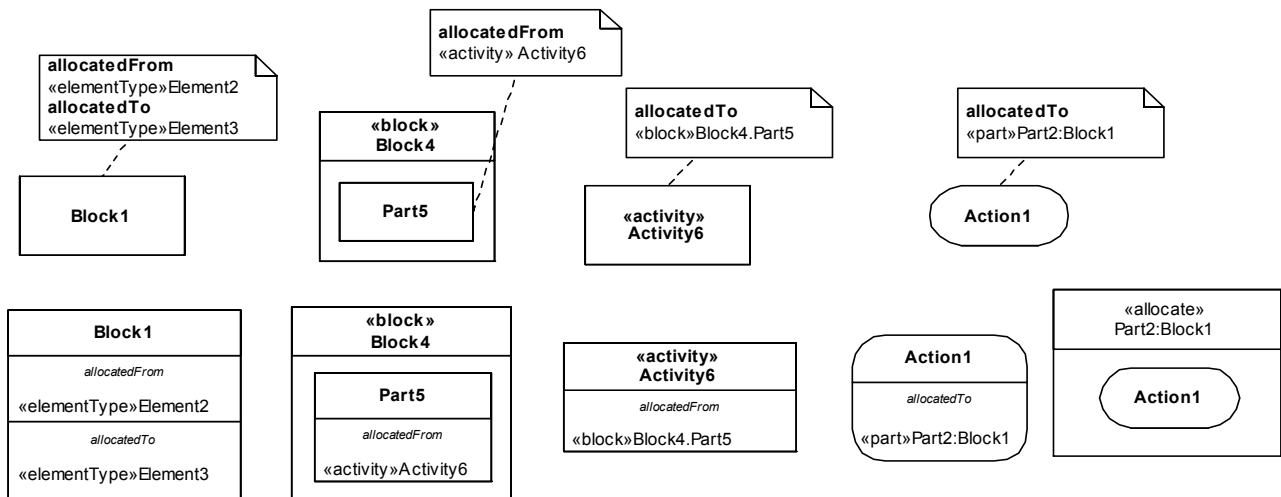 allocatedFrom
«elementType»Element2
allocatedTo
«elementType»Element3
Block1
«block»
Block4
Part5
allocatedFrom
«activity» Activity6
allocatedTo
«block»Block4.Part5
«activity»
Activity6
allocatedTo
«part»Part2:Block1
Action1
Block1
allocatedFrom
«elementType»Element2
allocatedTo
«elementType»Element3
«block»
Block4
Part5
allocatedFrom
«activity»Activity6
«activity»
Activity6
allocatedFrom
«block»Block4.Part5
Action1
allocatedTo
«part»Part2:Block1
«allocate»
Part2:Block1
Action1